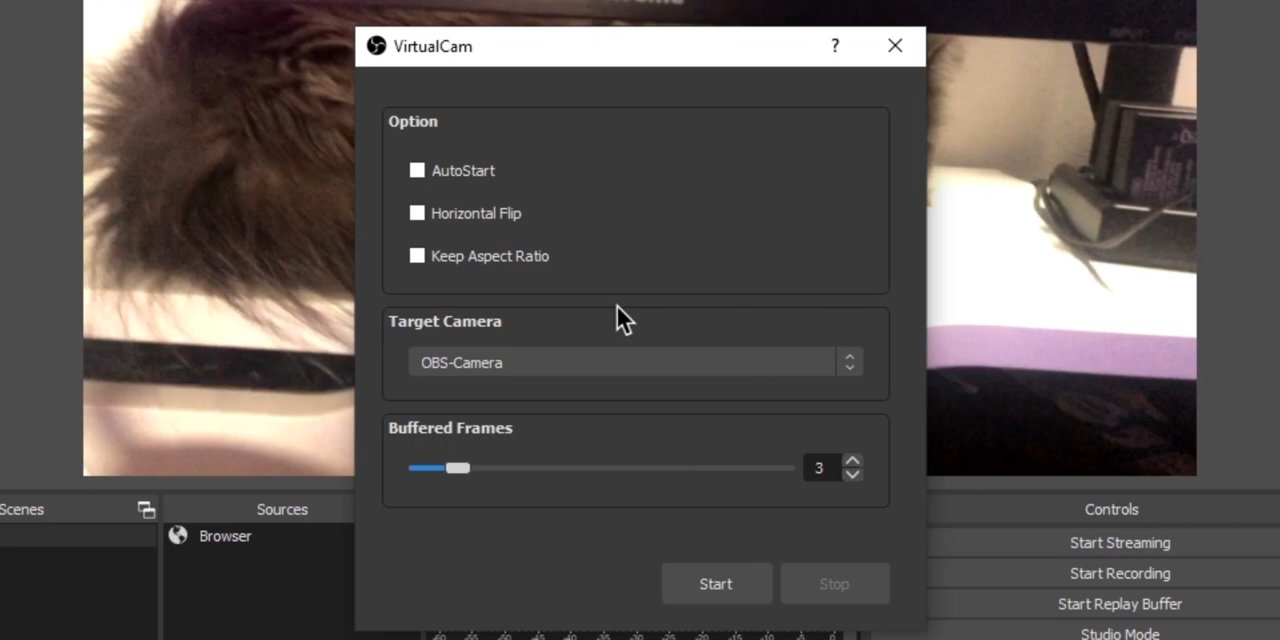 VirtualCam ?
Option
AutoStart
Horizontal Flip
Keep Aspect Ratio
Target Camera
OBS-Camera
Buffered Frames
3
Start Stop
Scenes
Sources
Browser
Controls
Start Streaming
Start Recording
Start Replay Buffer
Studio Mode